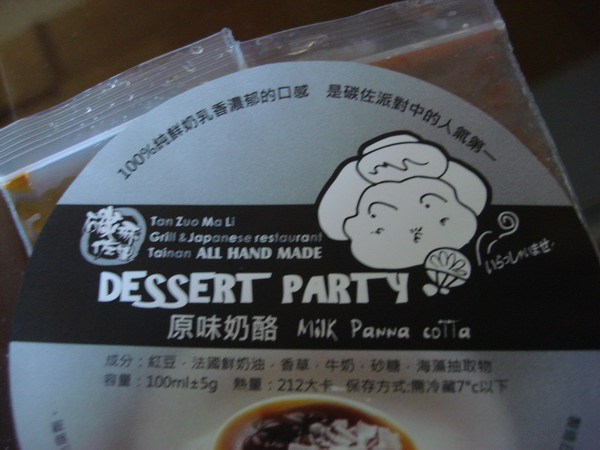 100%純鮮奶乳香濃郁的口感 是碳佐派對中的人氣第一
Tan Zuo Ma Li
Grill & Japanese restaurant
Tainan ALL HAND MADE
いらっしゃいませ.
DESSERT PARTY
原味奶酪 Milk Panna coTTa
成分：紅豆．法國鮮奶油．香草．牛奶．砂糖．海藻抽取物
容量：100ml±5g 熱量：212大卡 保存方式:需冷藏7°c以下